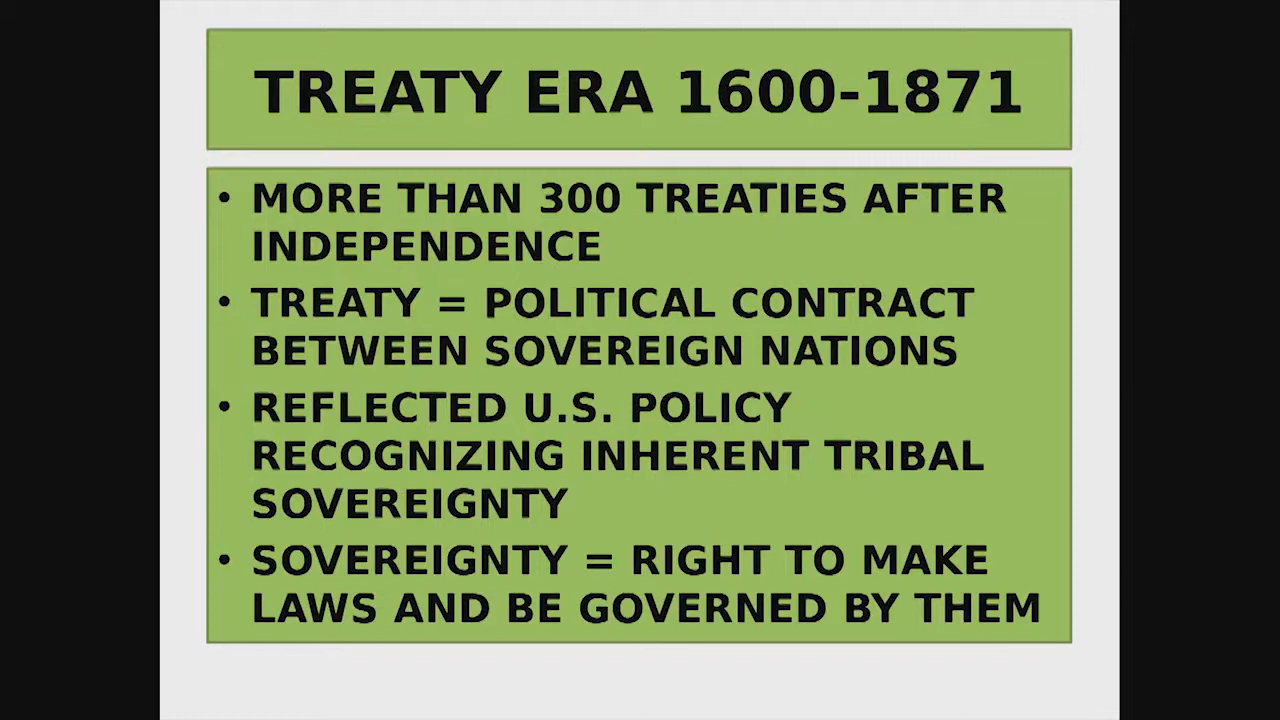 TREATY ERA 1600-1871
• MORE THAN 300 TREATIES AFTER
INDEPENDENCE
• TREATY = POLITICAL CONTRACT
BETWEEN SOVEREIGN NATIONS
• REFLECTED U.S. POLICY
RECOGNIZING INHERENT TRIBAL
SOVEREIGNTY
• SOVEREIGNTY = RIGHT TO MAKE
LAWS AND BE GOVERNED BY THEM